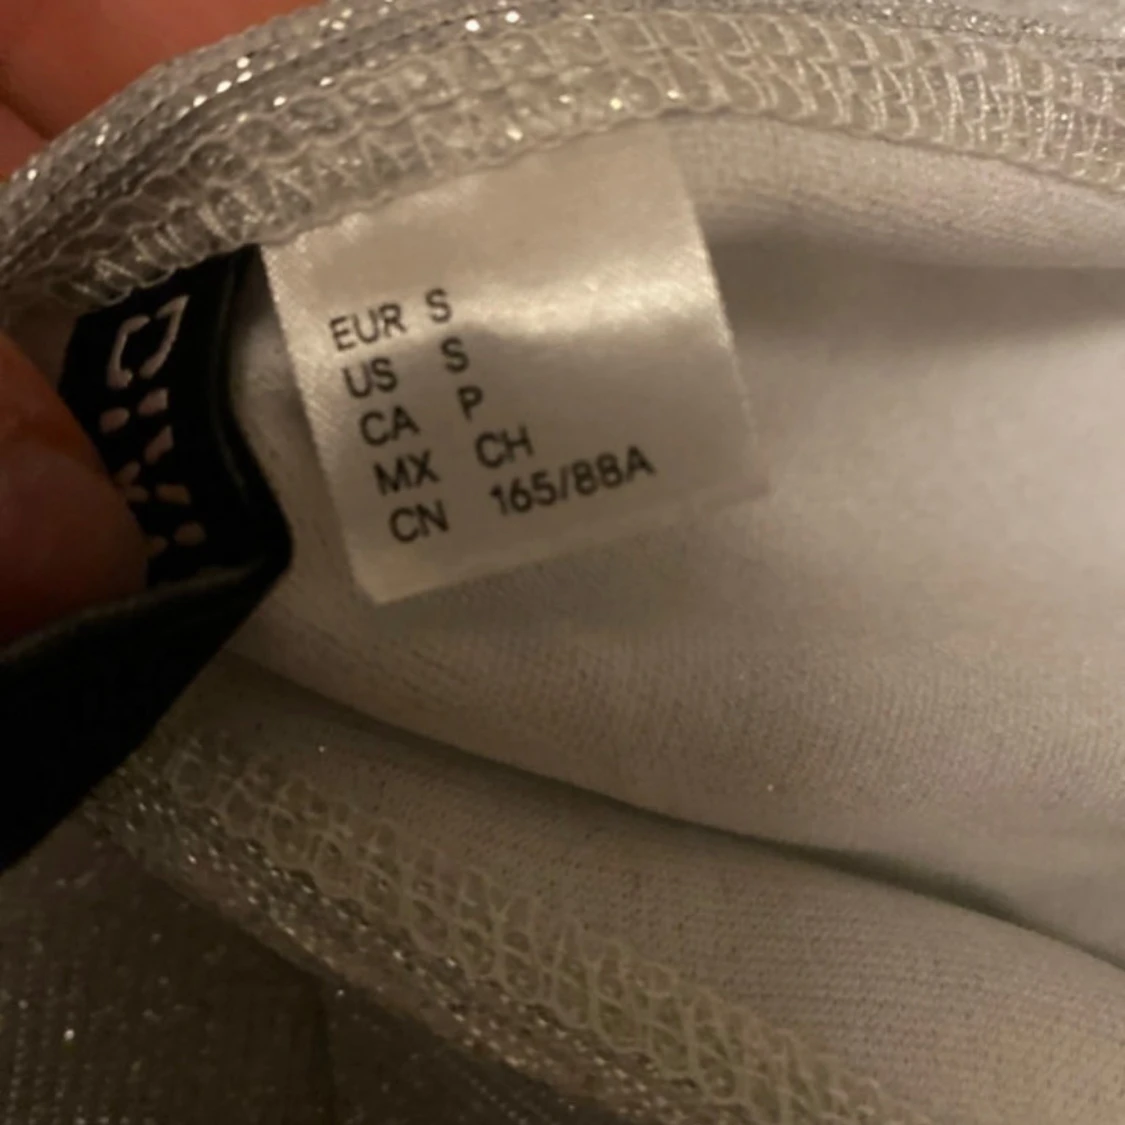 EUR S
US S
CA P
MX CH
CN 165/88A